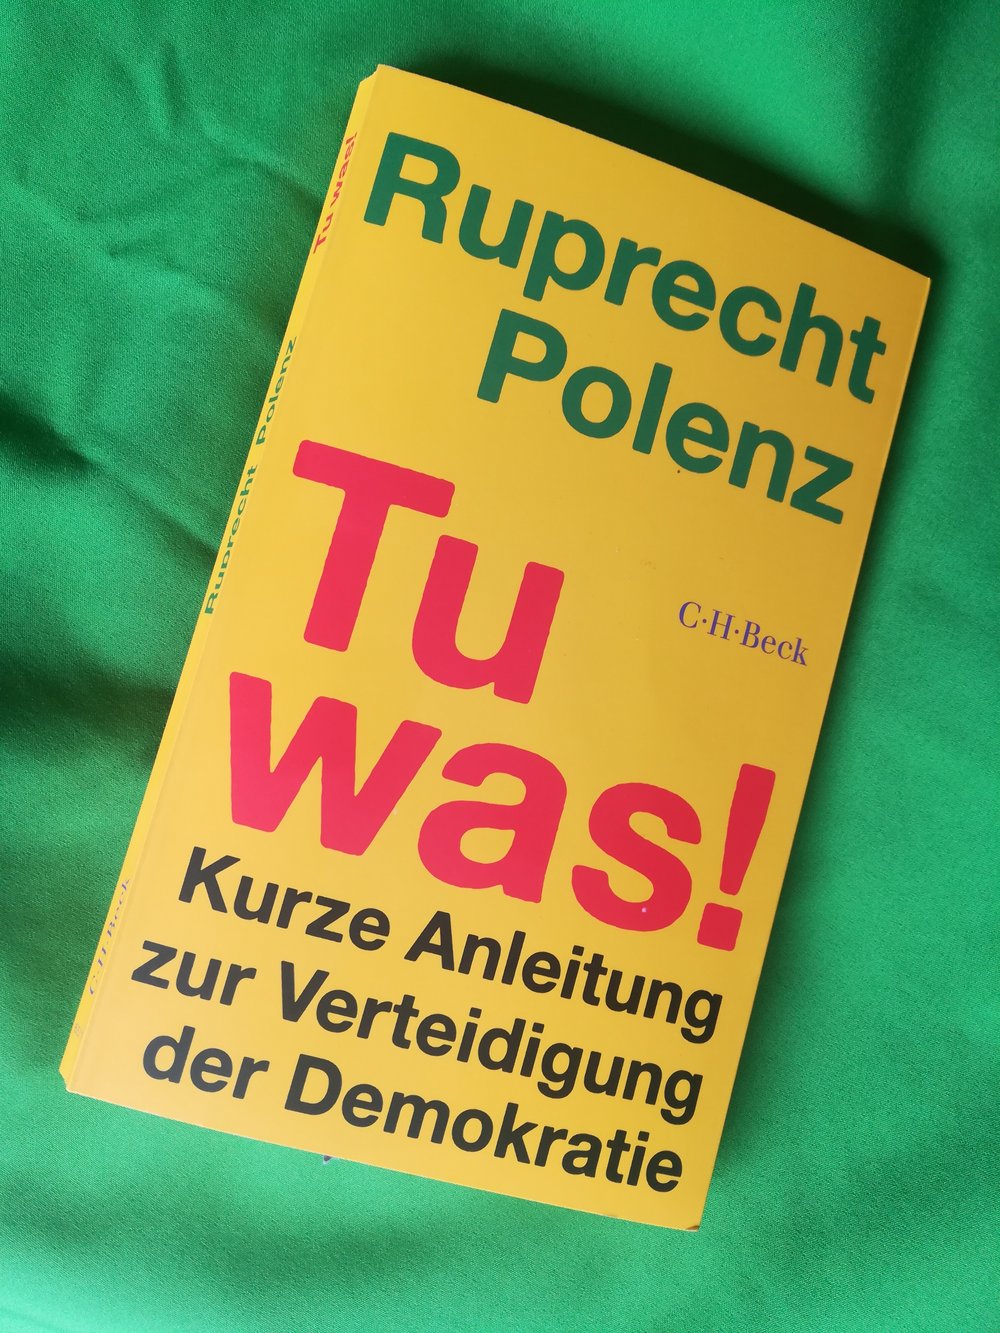 Ruprecht
Polenz
Tu
was!
C·H·Beck
Kurze Anleitung
zur Verteidigung
der Demokratie
Tu was!
Ruprecht Polenz
C·H·Beck